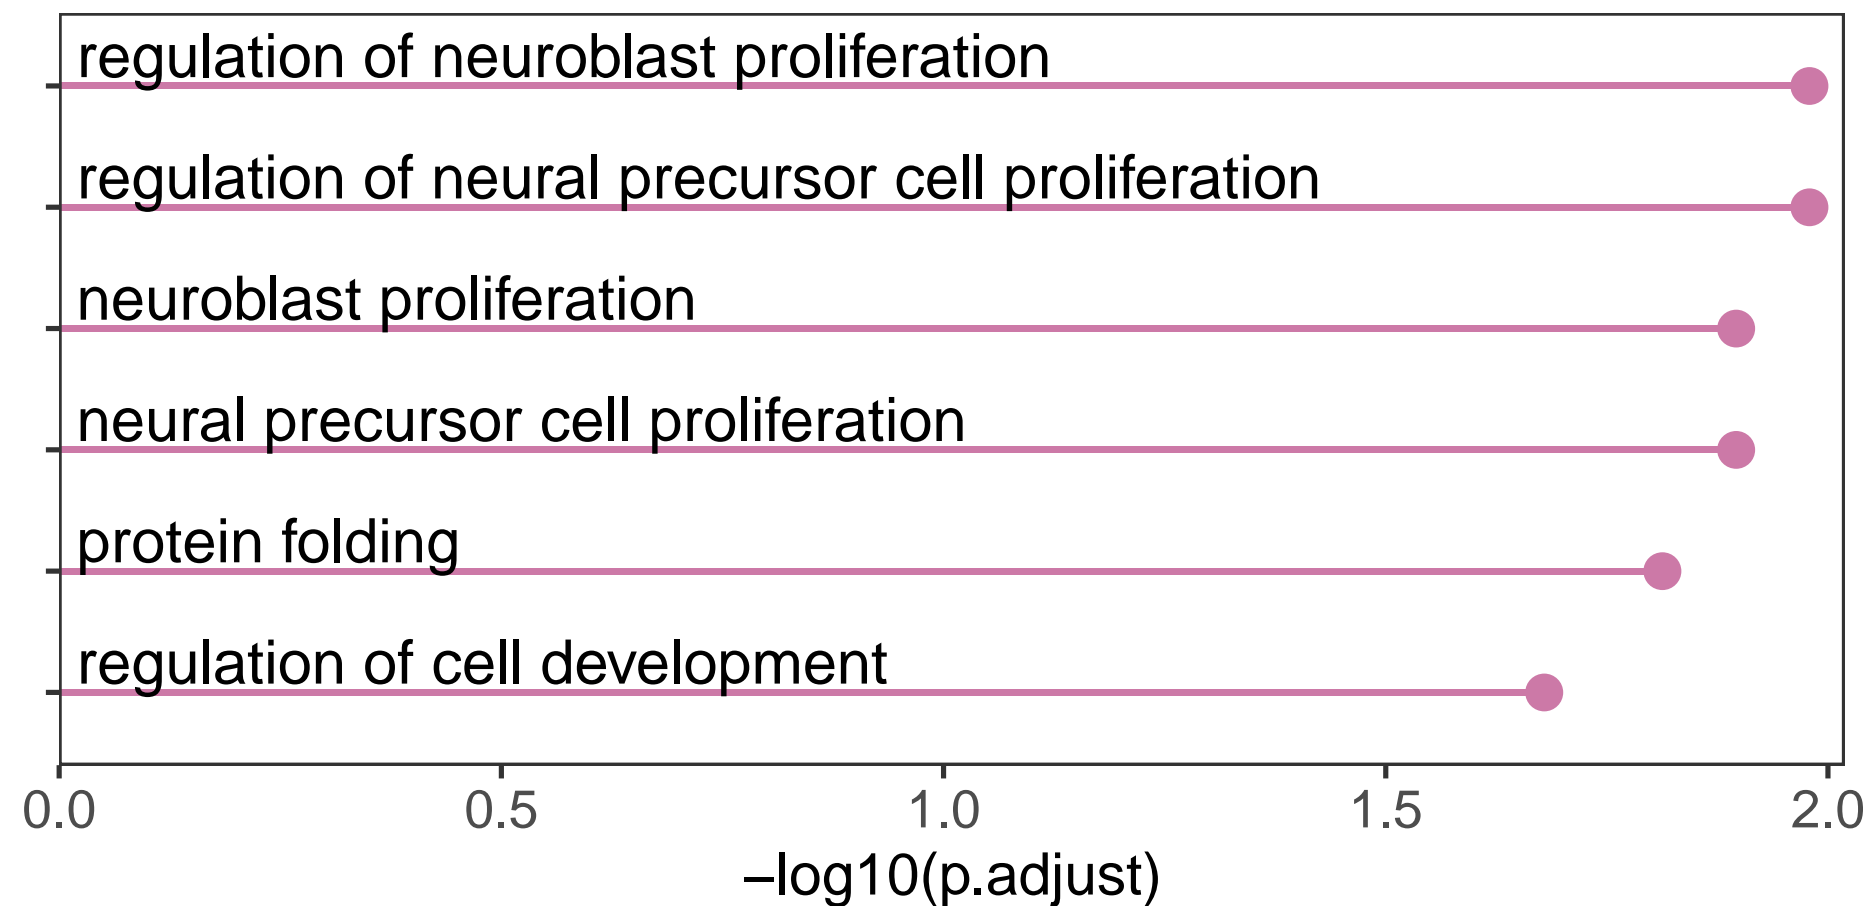 regulation of neuroblast proliferation
regulation of neural precursor cell proliferation
neuroblast proliferation
neural precursor cell proliferation
protein folding
regulation of cell development
0.0 0.5 1.0 1.5 2.0
−log10(p.adjust)